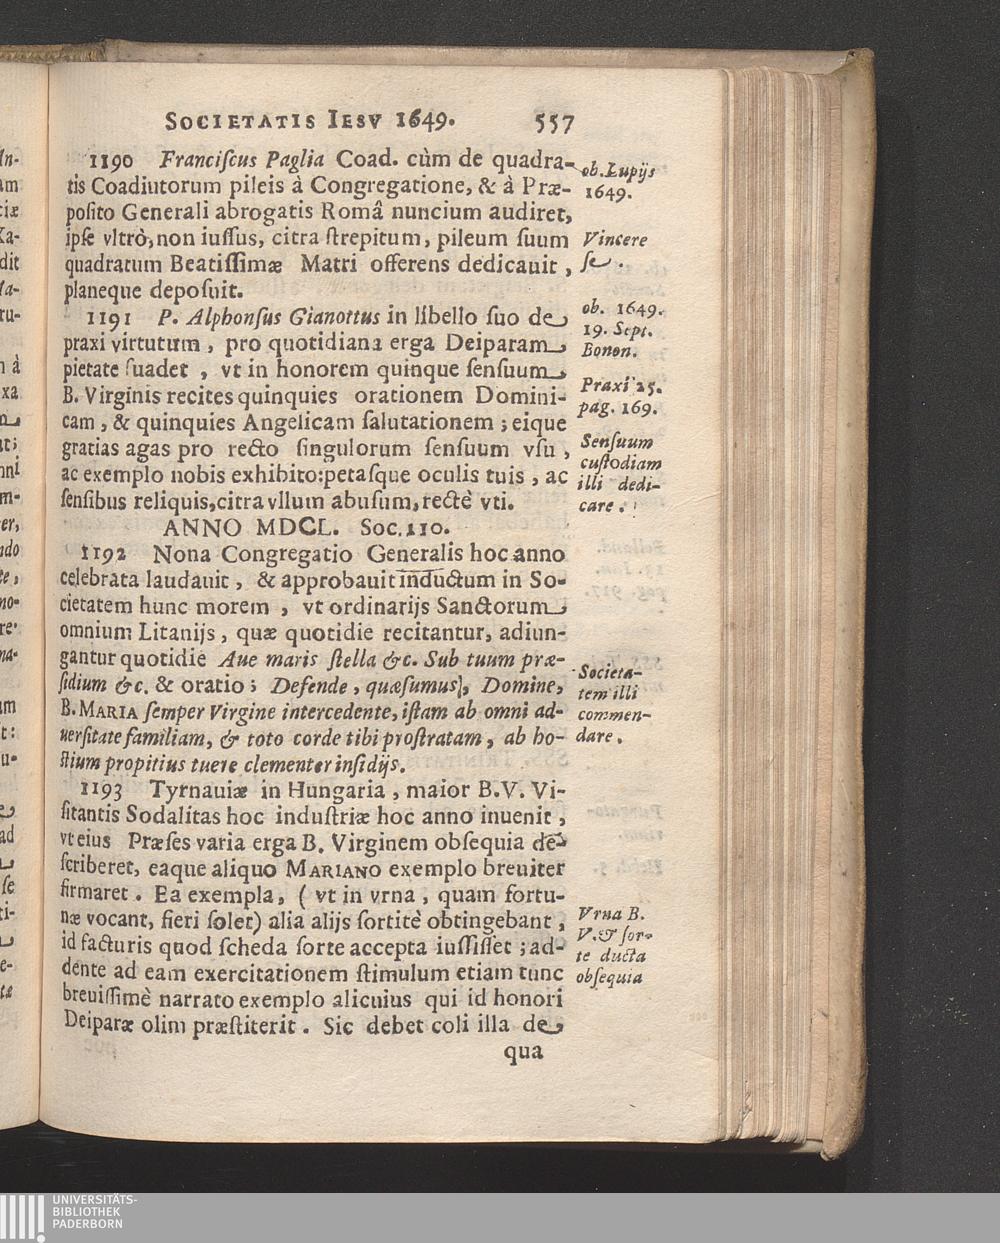 SOCIETATIS IESV 1649. 557
1190 Franciſcus Paglia Coad. cùm de quadra-
tis Coadiutorum pileis à Congregatione, & à Præ-
poſito Generali abrogatis Româ nuncium audiret,
ipſe vltrò, non iuſſus, citra ſtrepitum, pileum ſuum
quadratum Beatiſſimæ Matri offerens dedicauit,
planeque depoſuit.
ob. Lupijs
1649.
Vincere
ſe.
1191 P. Alphonſus Gianottus in libello ſuo de
praxi virtutum, pro quotidiana erga Deiparam
pietate ſuadet, vt in honorem quinque ſenſuum
B. Virginis recites quinquies orationem Domini-
cam, & quinquies Angelicam ſalutationem; eique
gratias agas pro recto ſingulorum ſenſuum vſu,
ac exemplo nobis exhibito: petaſque oculis tuis, ac
ſenſibus reliquis, citra vllum abuſum, rectè vti.
ob. 1649.
19. Sept.
Bonon.
Praxi 25.
pag. 169.
Senſuum
cuſtodiam
illi dedi-
care.
ANNO MDCL. Soc. 110.
1192 Nona Congregatio Generalis hoc anno
celebrata laudauit, & approbauit inductum in So-
cietatem hunc morem, vt ordinarijs Sanctorum
omnium Litanijs, quæ quotidie recitantur, adiun-
gantur quotidie Aue maris ſtella &c. Sub tuum præ-
ſidium &c. & oratio; Defende, quæſumus, Domine,
B. MARIA ſemper Virgine intercedente, iſtam ab omni ad-
uerſitate familiam, & toto corde tibi proſtratam, ab ho-
ſtium propitius tuere clementer inſidijs.
Societa-
tem illi
commen-
dare.
1193 Tyrnauiæ in Hungaria, maior B.V. Vi-
ſitantis Sodalitas hoc induſtriæ hoc anno inuenit,
vt eius Præſes varia erga B. Virginem obſequia de-
ſcriberet, eaque aliquo MARIANO exemplo breuiter
firmaret. Ea exempla, (vt in vrna, quam fortu-
næ vocant, fieri ſolet) alia alijs ſortitè obtingebant,
id facturis quod ſcheda ſorte accepta iuſſiſſet; ad-
dente ad eam exercitationem ſtimulum etiam tunc
breuiſſimè narrato exemplo alicuius qui id honori
Deiparæ olim præſtiterit. Sic debet coli illa de
qua
Vrna B.
V. & ſor-
te ducta
obſequia
UNIVERSITÄTS-
BIBLIOTHEK
PADERBORN